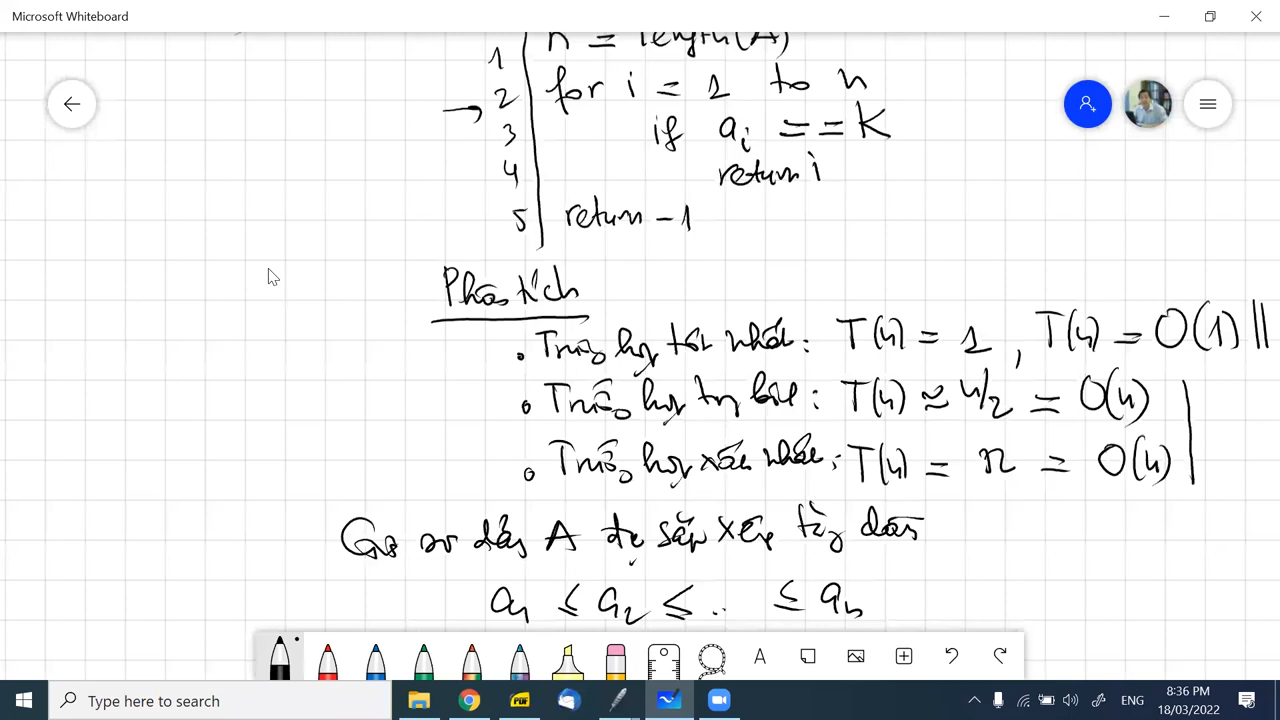 Microsoft Whiteboard
1 n = length(A)
2 for i = 1 to n
3 if ai == K
4 return i
5 return -1
Phân tích
• Trường hợp tốt nhất: T(n) = 1, T(n) = O(1) ||
• Trường hợp trung bình: T(n) ≈ n/2 = O(n)
• Trường hợp xấu nhất: T(n) = n = O(n)
Giả sử dãy A đc sắp xếp tăng dần
a1 ≤ a2 ≤ .. ≤ an
A
Type here to search
PDF
ENG
8:36 PM
18/03/2022